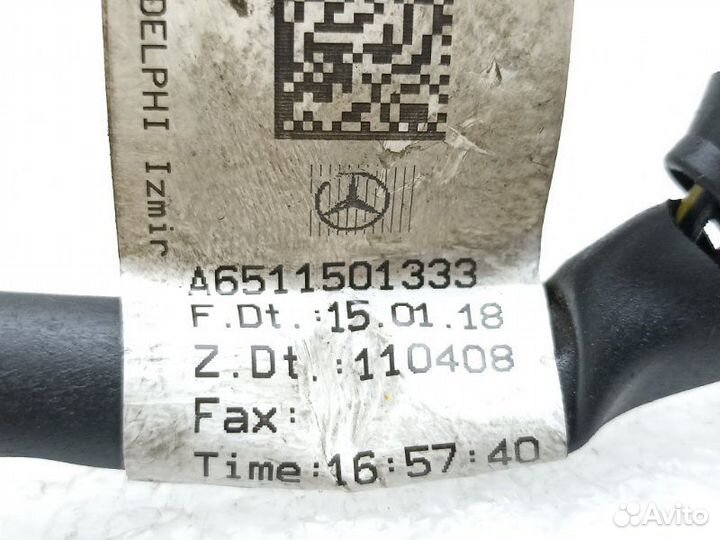 DELPHI Izmir
A6511501333
F.Dt.:15.01.18
Z.Dt.:110408
Fax:
Time:16:57:40
Avito